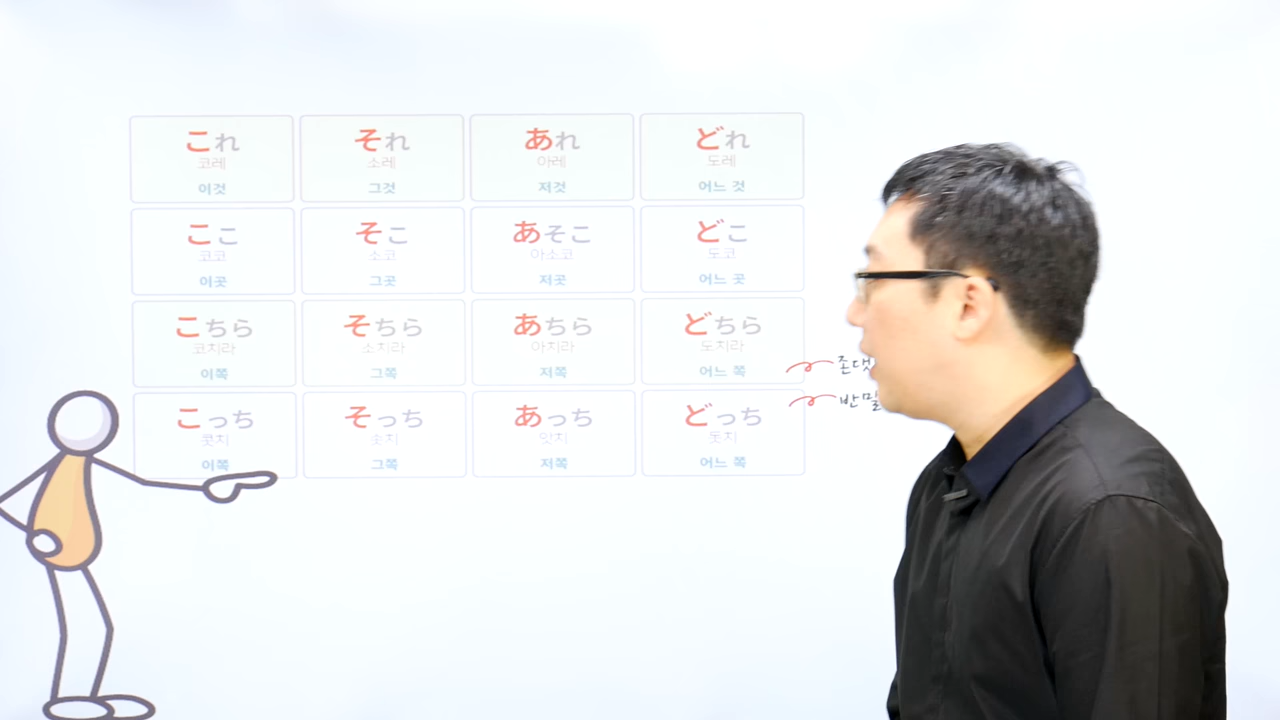 これ それ あれ どれ
코레 소레 아레 도레
이것 그것 저것 어느 것
ここ そこ あそこ どこ
코코 소코 아소코 도코
이곳 그곳 저곳 어느 곳
こちら そちら あちら どちら
코치라 소치라 아치라 도치라
이쪽 그쪽 저쪽 어느 쪽
존댓
こっち そっち あっち どっち
반말
콧치 솟치 앗치 돗치
이쪽 그쪽 저쪽 어느 쪽